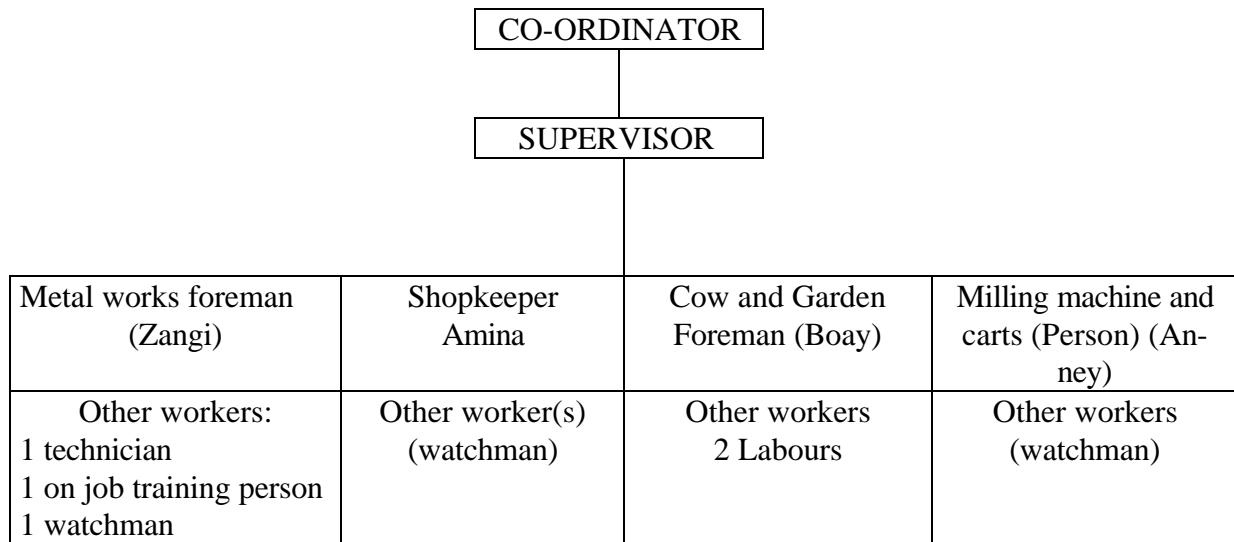 CO-ORDINATOR
SUPERVISOR
Metal works foreman
(Zangi)
Shopkeeper
Amina
Cow and Garden
Foreman (Boay)
Milling machine and
carts (Person) (An-
ney)
Other workers:
1 technician
1 on job training person
1 watchman
Other worker(s)
(watchman)
Other workers
2 Labours
Other workers
(watchman)